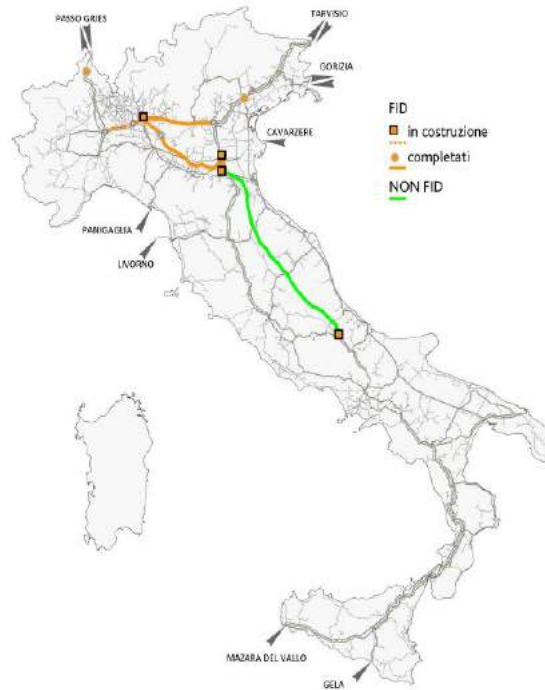 PASSO GRIES
TARVISIO
GORIZIA
CAVARZERE
PANIGAGLIA
LIVORNO
FID
in costruzione
completati
NON FID
MAZARA DEL VALLO
GELA